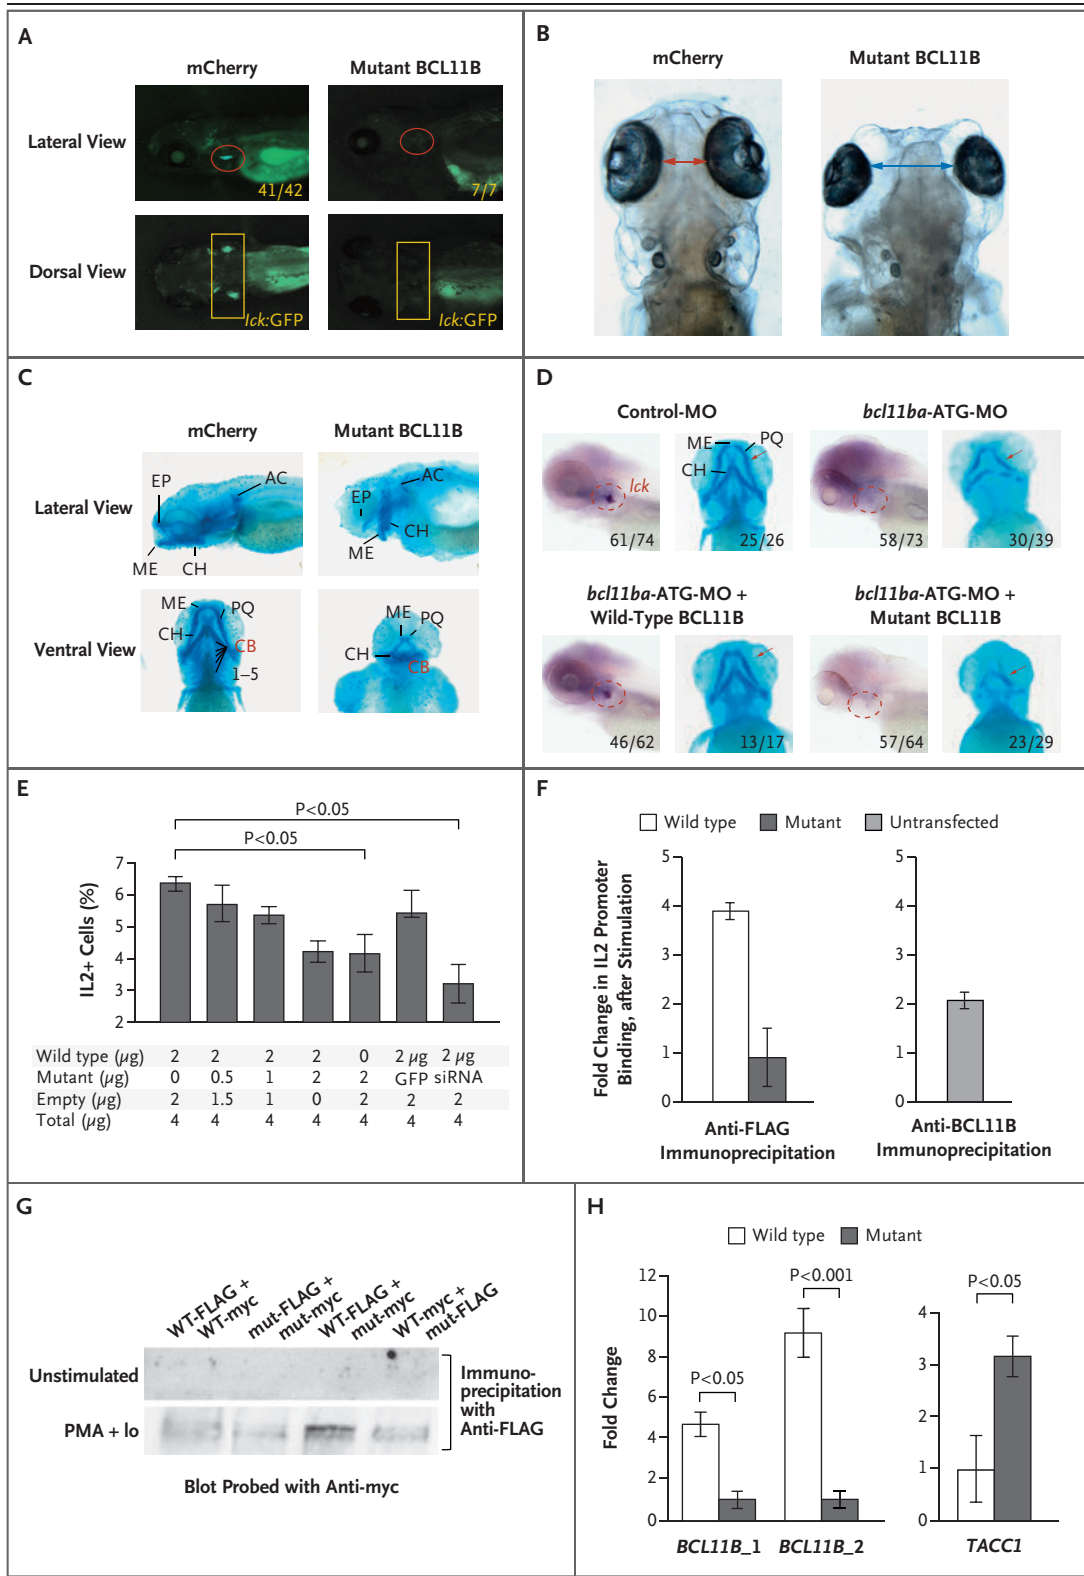 A
mCherry
Mutant BCL11B
Lateral View
41/42
7/7
Dorsal View
lck:GFP
lck:GFP
B
mCherry
Mutant BCL11B
C
mCherry
Mutant BCL11B
Lateral View
EP
AC
ME
CH
EP
AC
CH
ME
Ventral View
ME
PQ
CH
CB
1–5
ME
PQ
CH
CB
D
Control-MO
bcl11ba-ATG-MO
lck
61/74
ME
PQ
CH
25/26
58/73
30/39
bcl11ba-ATG-MO +
Wild-Type BCL11B
bcl11ba-ATG-MO +
Mutant BCL11B
46/62
13/17
57/64
23/29
E
P<0.05
P<0.05
IL2+ Cells (%)
7
6
5
4
3
2
Wild type (µg) 2 2 2 2 0 2 µg 2 µg
Mutant (µg) 0 0.5 1 2 2 GFP siRNA
Empty (µg) 2 1.5 1 0 2 2 2
Total (µg) 4 4 4 4 4 4 4
F
Wild type
Mutant
Untransfected
Fold Change in IL2 Promoter
Binding, after Stimulation
5
4
3
2
1
0
Anti-FLAG
Immunoprecipitation
5
4
3
2
1
0
Anti-BCL11B
Immunoprecipitation
G
WT-FLAG +
WT-myc
mut-FLAG +
mut-myc
WT-FLAG +
mut-myc
WT-myc +
mut-FLAG
Unstimulated
PMA + Io
Immuno-
precipitation
with
Anti-FLAG
Blot Probed with Anti-myc
H
Wild type
Mutant
Fold Change
12
10
8
6
4
2
0
P<0.05
P<0.001
BCL11B_1
BCL11B_2
4
3
2
1
0
P<0.05
TACC1